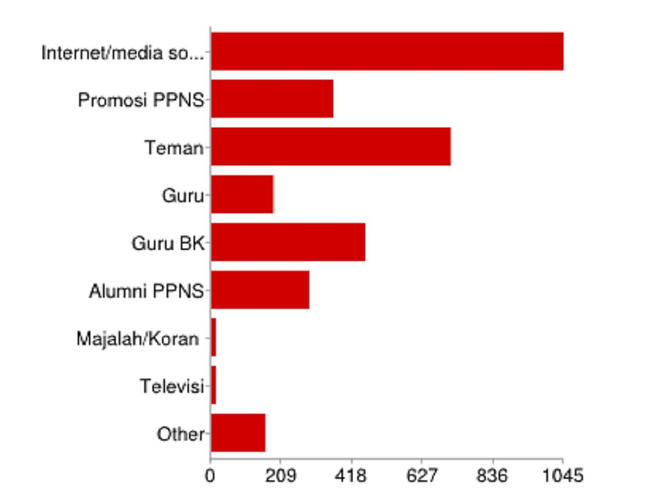 Internet/media so...
Promosi PPNS
Teman
Guru
Guru BK
Alumni PPNS
Majalah/Koran
Televisi
Other
0 209 418 627 836 1045